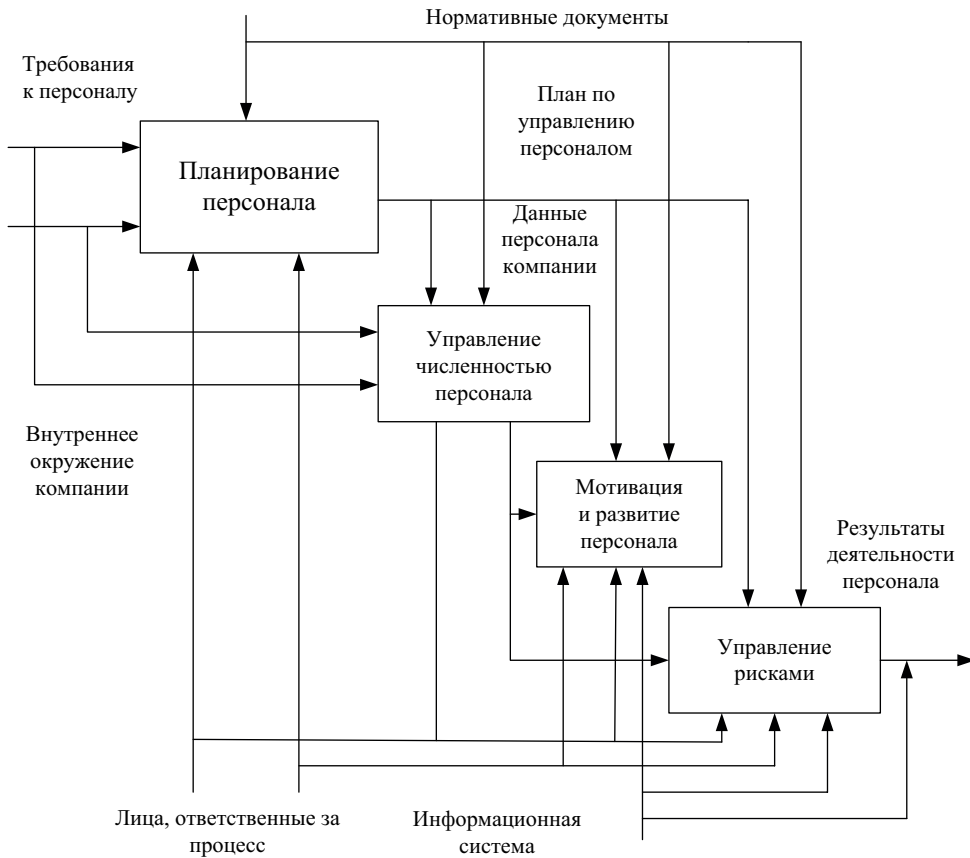 Нормативные документы
Требования
к персоналу
План по
управлению
персоналом
Планирование
персонала
Данные
персонала
компании
Управление
численностью
персонала
Внутреннее
окружение
компании
Мотивация
и развитие
персонала
Результаты
деятельности
персонала
Управление
рисками
Лица, ответственные за
процесс
Информационная
система